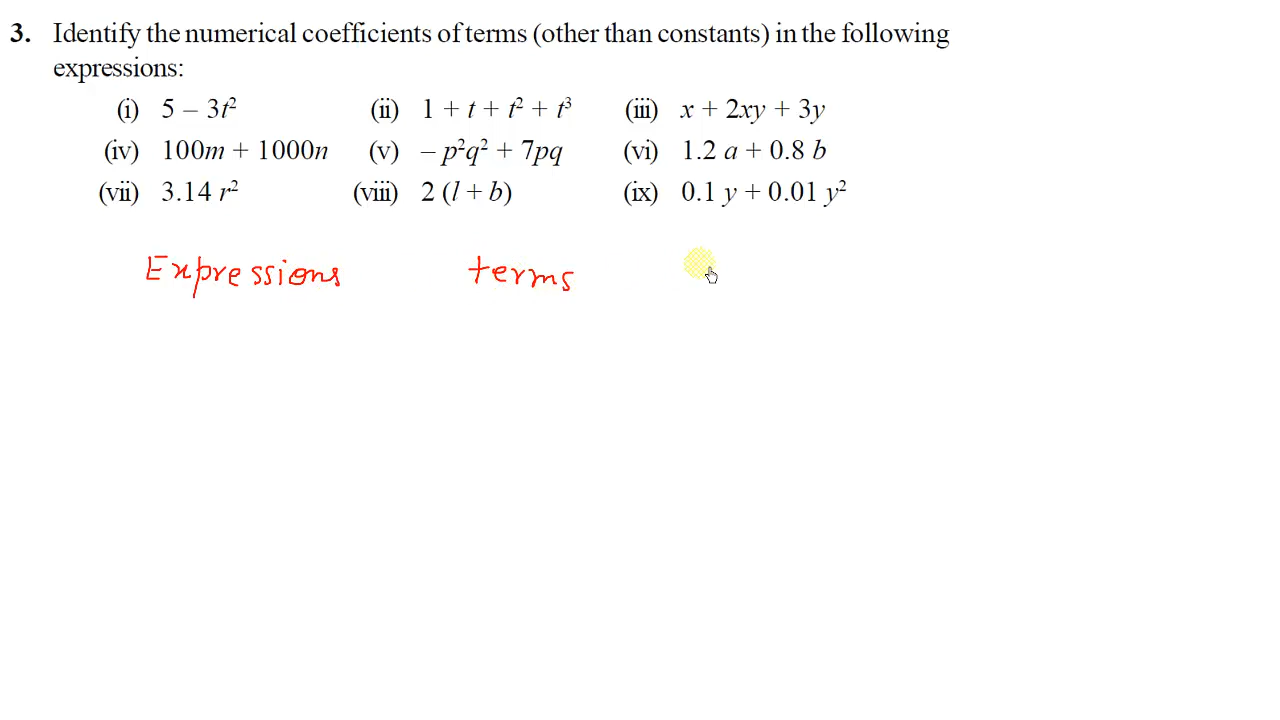 3. Identify the numerical coefficients of terms (other than constants) in the following
expressions:
(i) 5 – 3t² (ii) 1 + t + t² + t³ (iii) x + 2xy + 3y
(iv) 100m + 1000n (v) – p²q² + 7pq (vi) 1.2 a + 0.8 b
(vii) 3.14 r² (viii) 2 (l + b) (ix) 0.1 y + 0.01 y²
Expressions terms